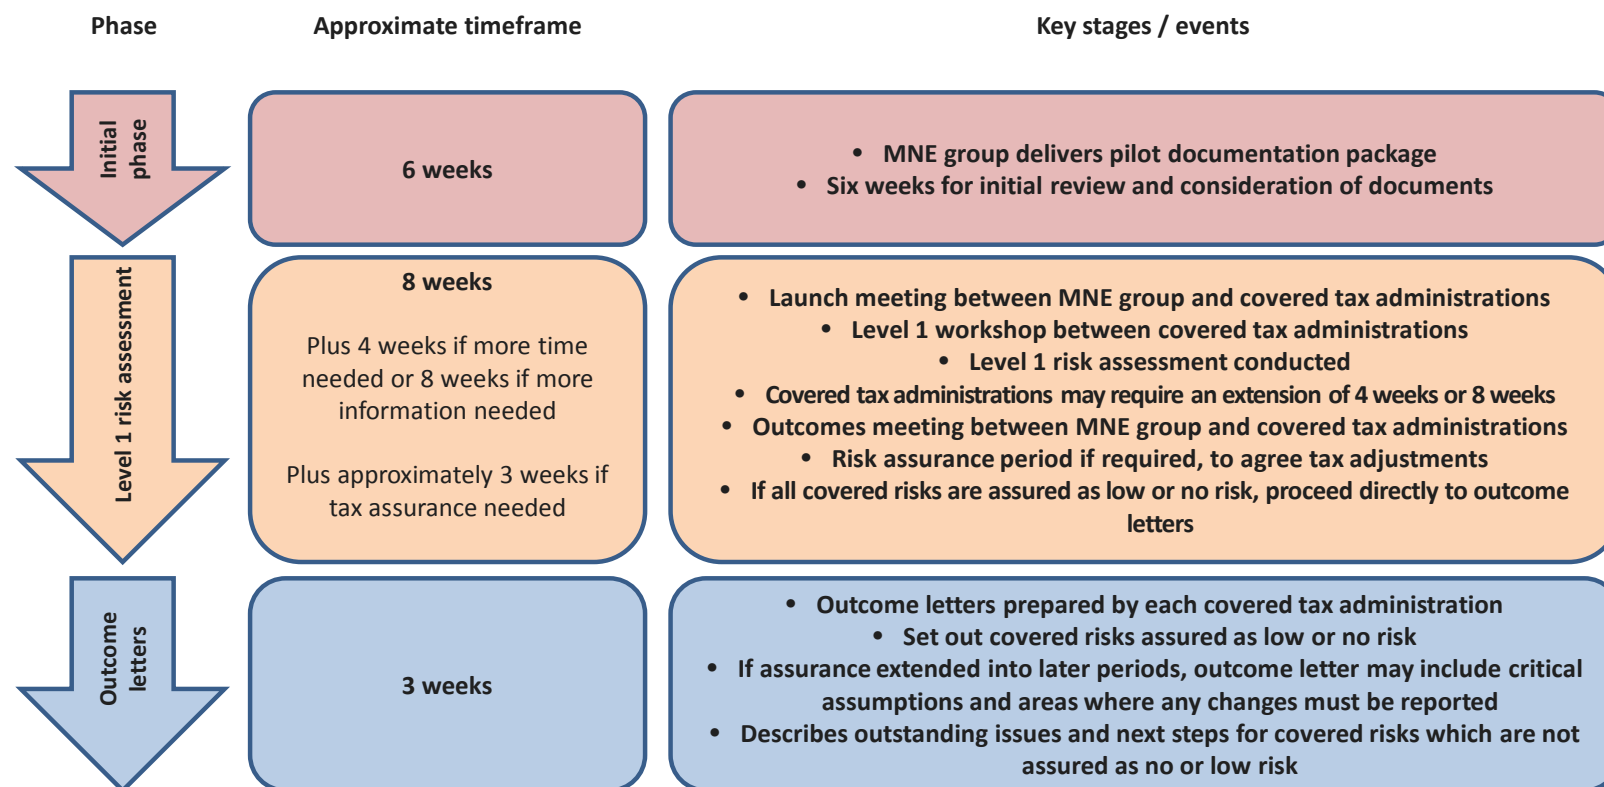 Phase
Approximate timeframe
Key stages / events
Initial
phase
6 weeks
• MNE group delivers pilot documentation package
• Six weeks for initial review and consideration of documents
Level 1 risk assessment
8 weeks
Plus 4 weeks if more time
needed or 8 weeks if more
information needed
Plus approximately 3 weeks if
tax assurance needed
• Launch meeting between MNE group and covered tax administrations
• Level 1 workshop between covered tax administrations
• Level 1 risk assessment conducted
• Covered tax administrations may require an extension of 4 weeks or 8 weeks
• Outcomes meeting between MNE group and covered tax administrations
• Risk assurance period if required, to agree tax adjustments
• If all covered risks are assured as low or no risk, proceed directly to outcome
letters
Outcome
letters
3 weeks
• Outcome letters prepared by each covered tax administration
• Set out covered risks assured as low or no risk
• If assurance extended into later periods, outcome letter may include critical
assumptions and areas where any changes must be reported
• Describes outstanding issues and next steps for covered risks which are not
assured as no or low risk